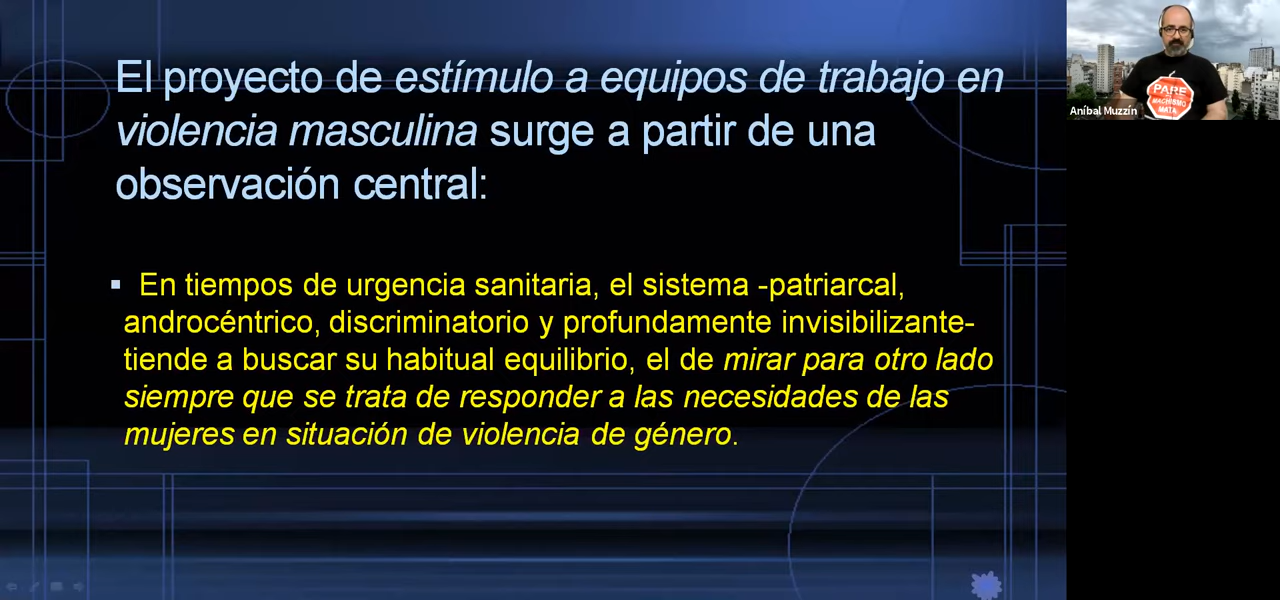 El proyecto de estímulo a equipos de trabajo en
violencia masculina surge a partir de una
observación central:
En tiempos de urgencia sanitaria, el sistema -patriarcal,
androcéntrico, discriminatorio y profundamente invisibilizante-
tiende a buscar su habitual equilibrio, el de mirar para otro lado
siempre que se trata de responder a las necesidades de las
mujeres en situación de violencia de género.
PARE
MACHISMO
MATA
Aníbal Muzzín